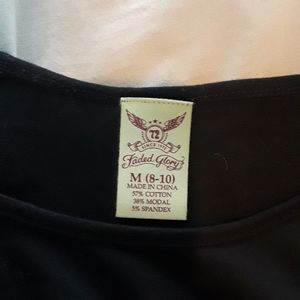 72
SINCE 1972
Faded Glory
M (8-10)
MADE IN CHINA
57% COTTON
38% MODAL
5% SPANDEX